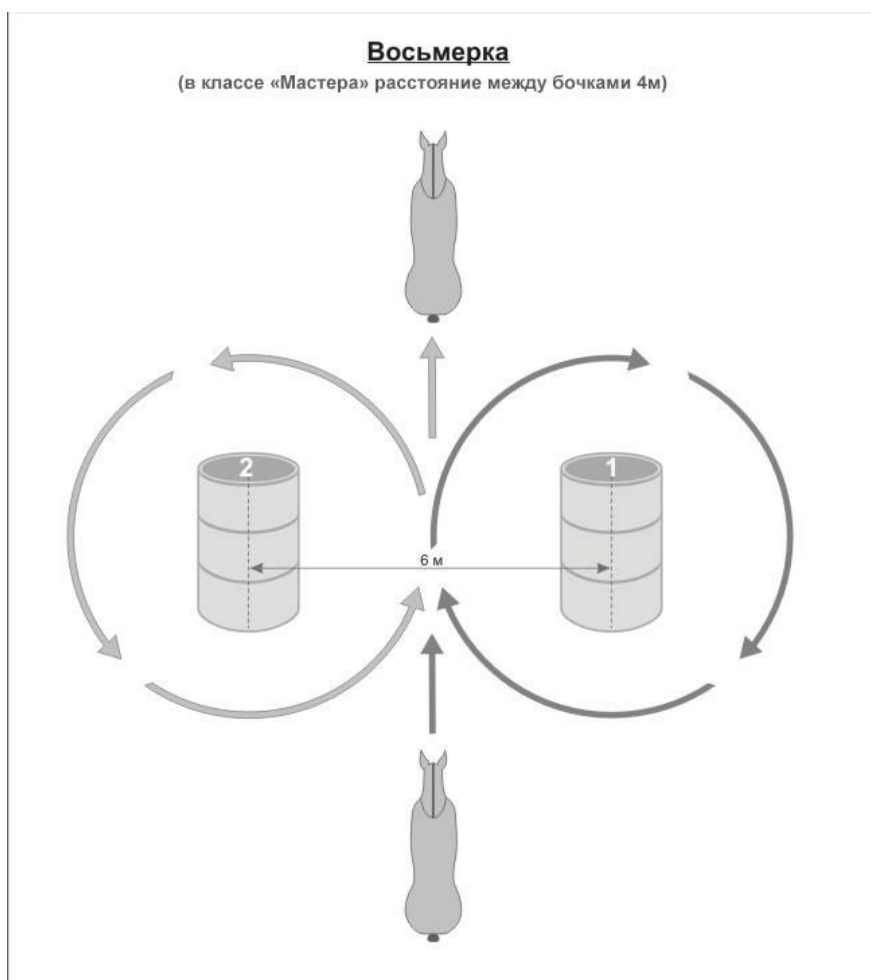 Восьмерка
(в классе «Мастера» расстояние между бочками 4м)
2
1
6 м